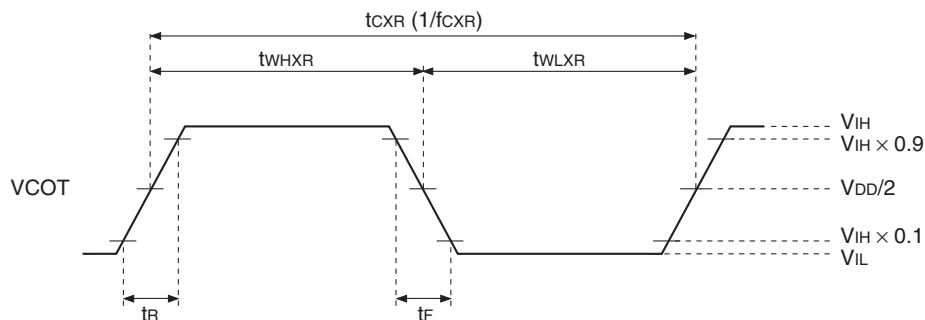 tCXR (1/fCXR)
tWHXR
tWLXR
VIH
VIH × 0.9
VCOT
VDD/2
VIH × 0.1
VIL
tR
tF